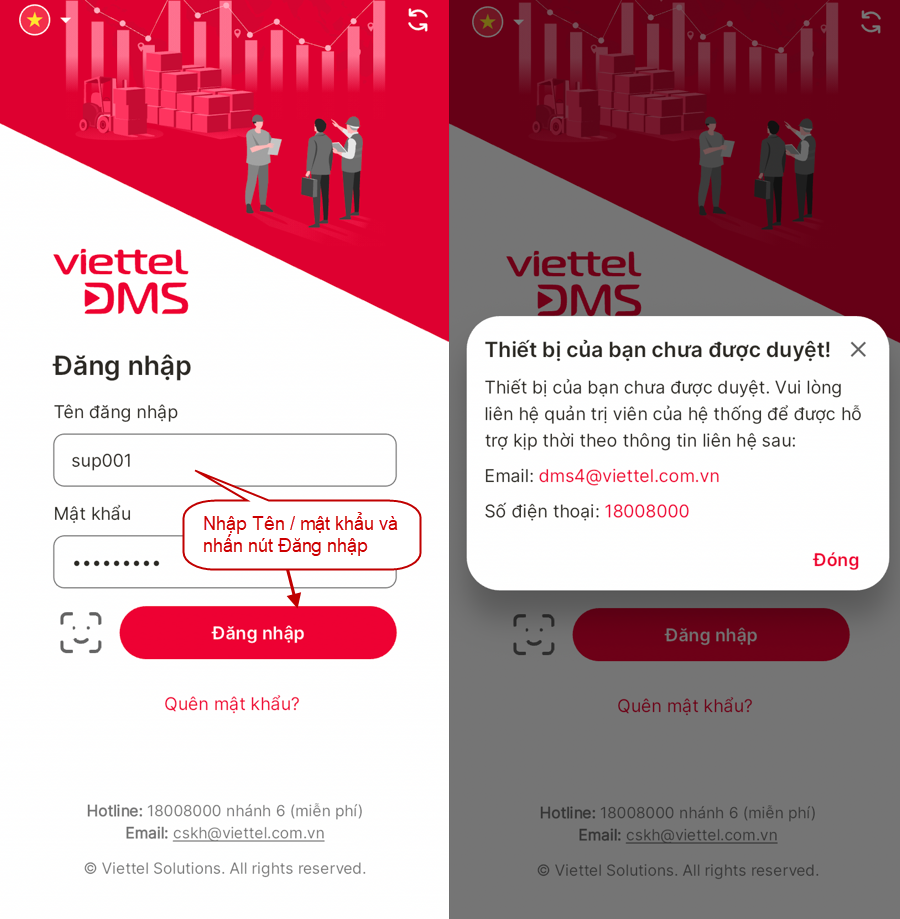 viettel
DMS
Đăng nhập
Tên đăng nhập
sup001
Mật khẩu
•••••••••
Nhập Tên / mật khẩu và
nhấn nút Đăng nhập
Đăng nhập
Quên mật khẩu?
Hotline: 18008000 nhánh 6 (miễn phí)
Email: cskh@viettel.com.vn
© Viettel Solutions. All rights reserved.
viettel
DMS
Thiết bị của bạn chưa được duyệt!
Thiết bị của bạn chưa được duyệt. Vui lòng
liên hệ quản trị viên của hệ thống để được hỗ
trợ kịp thời theo thông tin liên hệ sau:
Email: dms4@viettel.com.vn
Số điện thoại: 18008000
Đóng
Đăng nhập
Quên mật khẩu?
Hotline: 18008000 nhánh 6 (miễn phí)
Email: cskh@viettel.com.vn
© Viettel Solutions. All rights reserved.